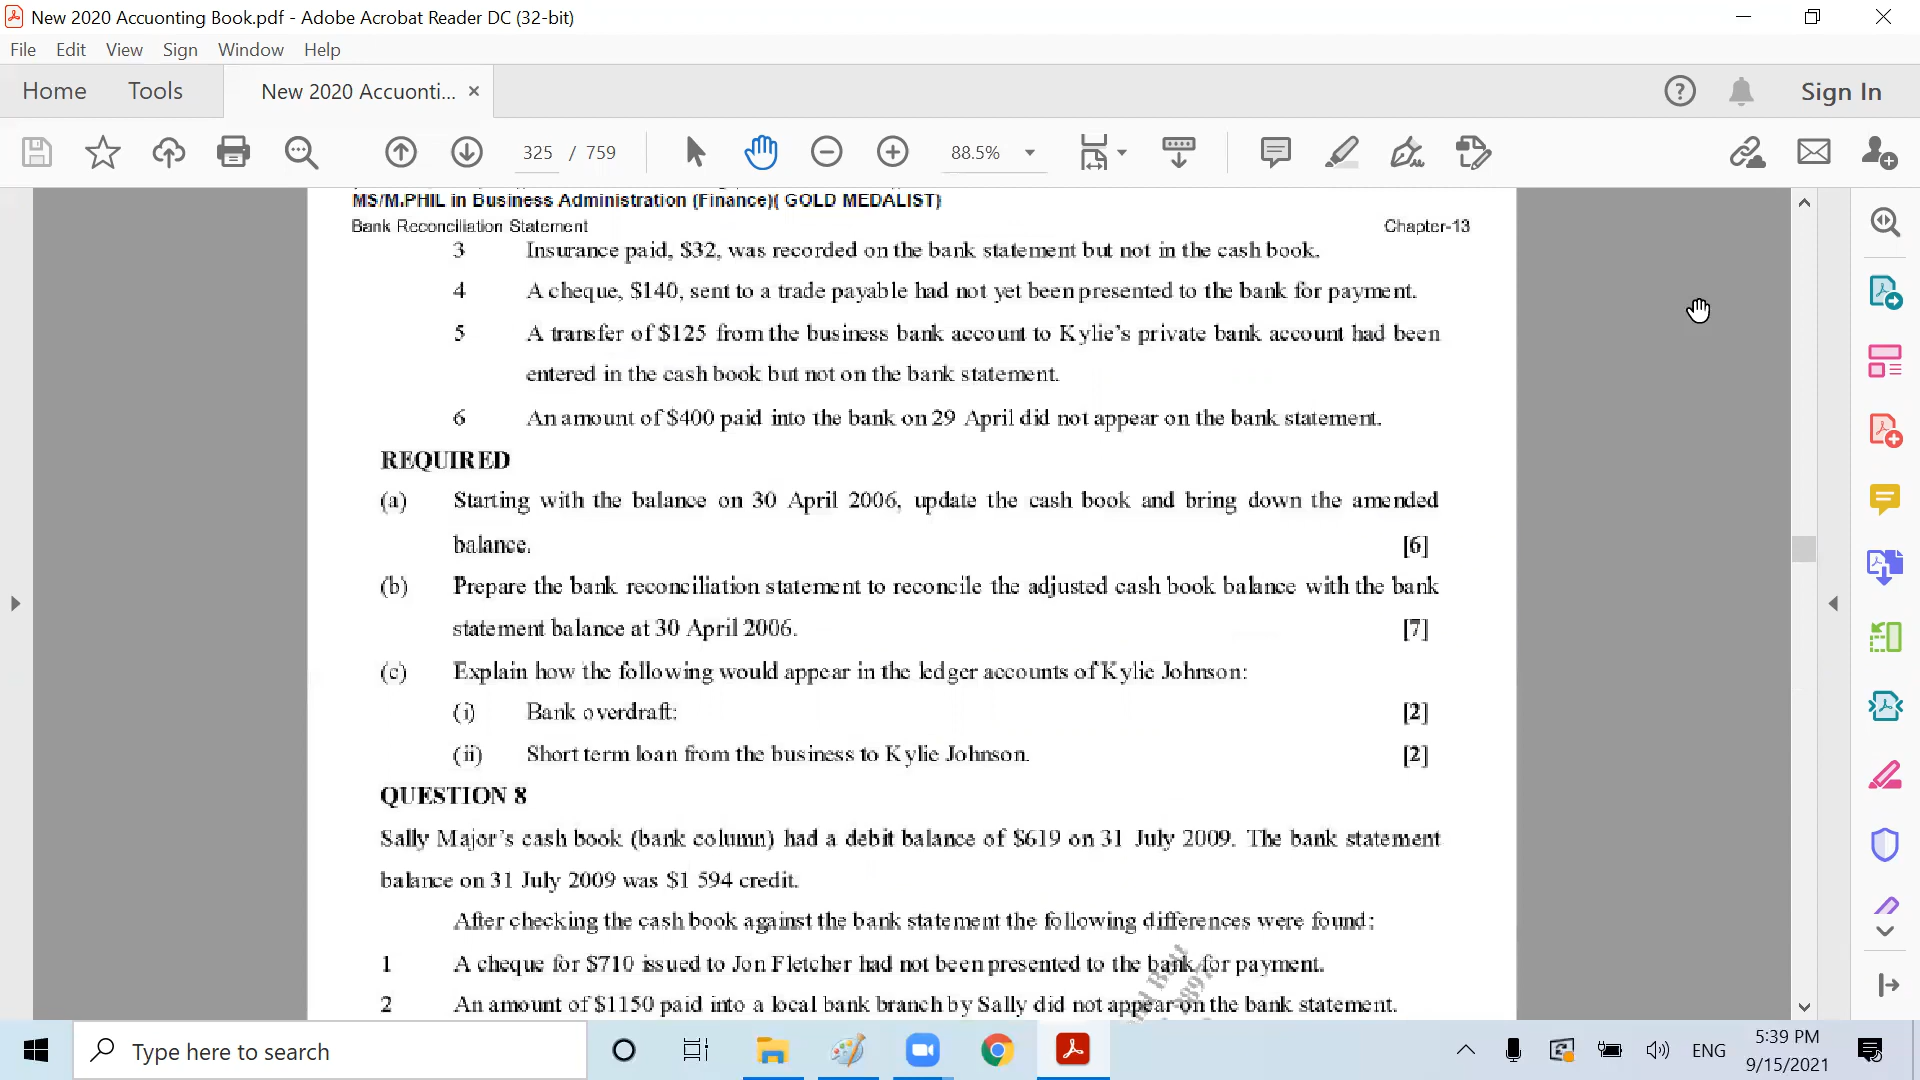 New 2020 Accuonting Book.pdf - Adobe Acrobat Reader DC (32-bit)
File Edit View Sign Window Help
Home Tools New 2020 Accuonti... × Sign In
325 / 759 88.5%
MS/M.PHIL in Business Administration (Finance)( GOLD MEDALIST)
Bank Reconciliation Statement Chapter-13
3 Insurance paid, $32, was recorded on the bank statement but not in the cash book.
4 A cheque, $140, sent to a trade payable had not yet been presented to the bank for payment.
5 A transfer of $125 from the business bank account to Kylie's private bank account had been
entered in the cash book but not on the bank statement.
6 An amount of $400 paid into the bank on 29 April did not appear on the bank statement.
REQUIRED
(a) Starting with the balance on 30 April 2006, update the cash book and bring down the amended
balance. [6]
(b) Prepare the bank reconciliation statement to reconcile the adjusted cash book balance with the bank
statement balance at 30 April 2006. [7]
(c) Explain how the following would appear in the ledger accounts of Kylie Johnson:
(i) Bank overdraft; [2]
(ii) Short term loan from the business to Kylie Johnson. [2]
QUESTION 8
Sally Major's cash book (bank column) had a debit balance of $619 on 31 July 2009. The bank statement
balance on 31 July 2009 was $1 594 credit.
After checking the cash book against the bank statement the following differences were found:
1 A cheque for $710 issued to Jon Fletcher had not been presented to the bank for payment.
2 An amount of $1150 paid into a local bank branch by Sally did not appear on the bank statement.
Type here to search
ENG
5:39 PM
9/15/2021